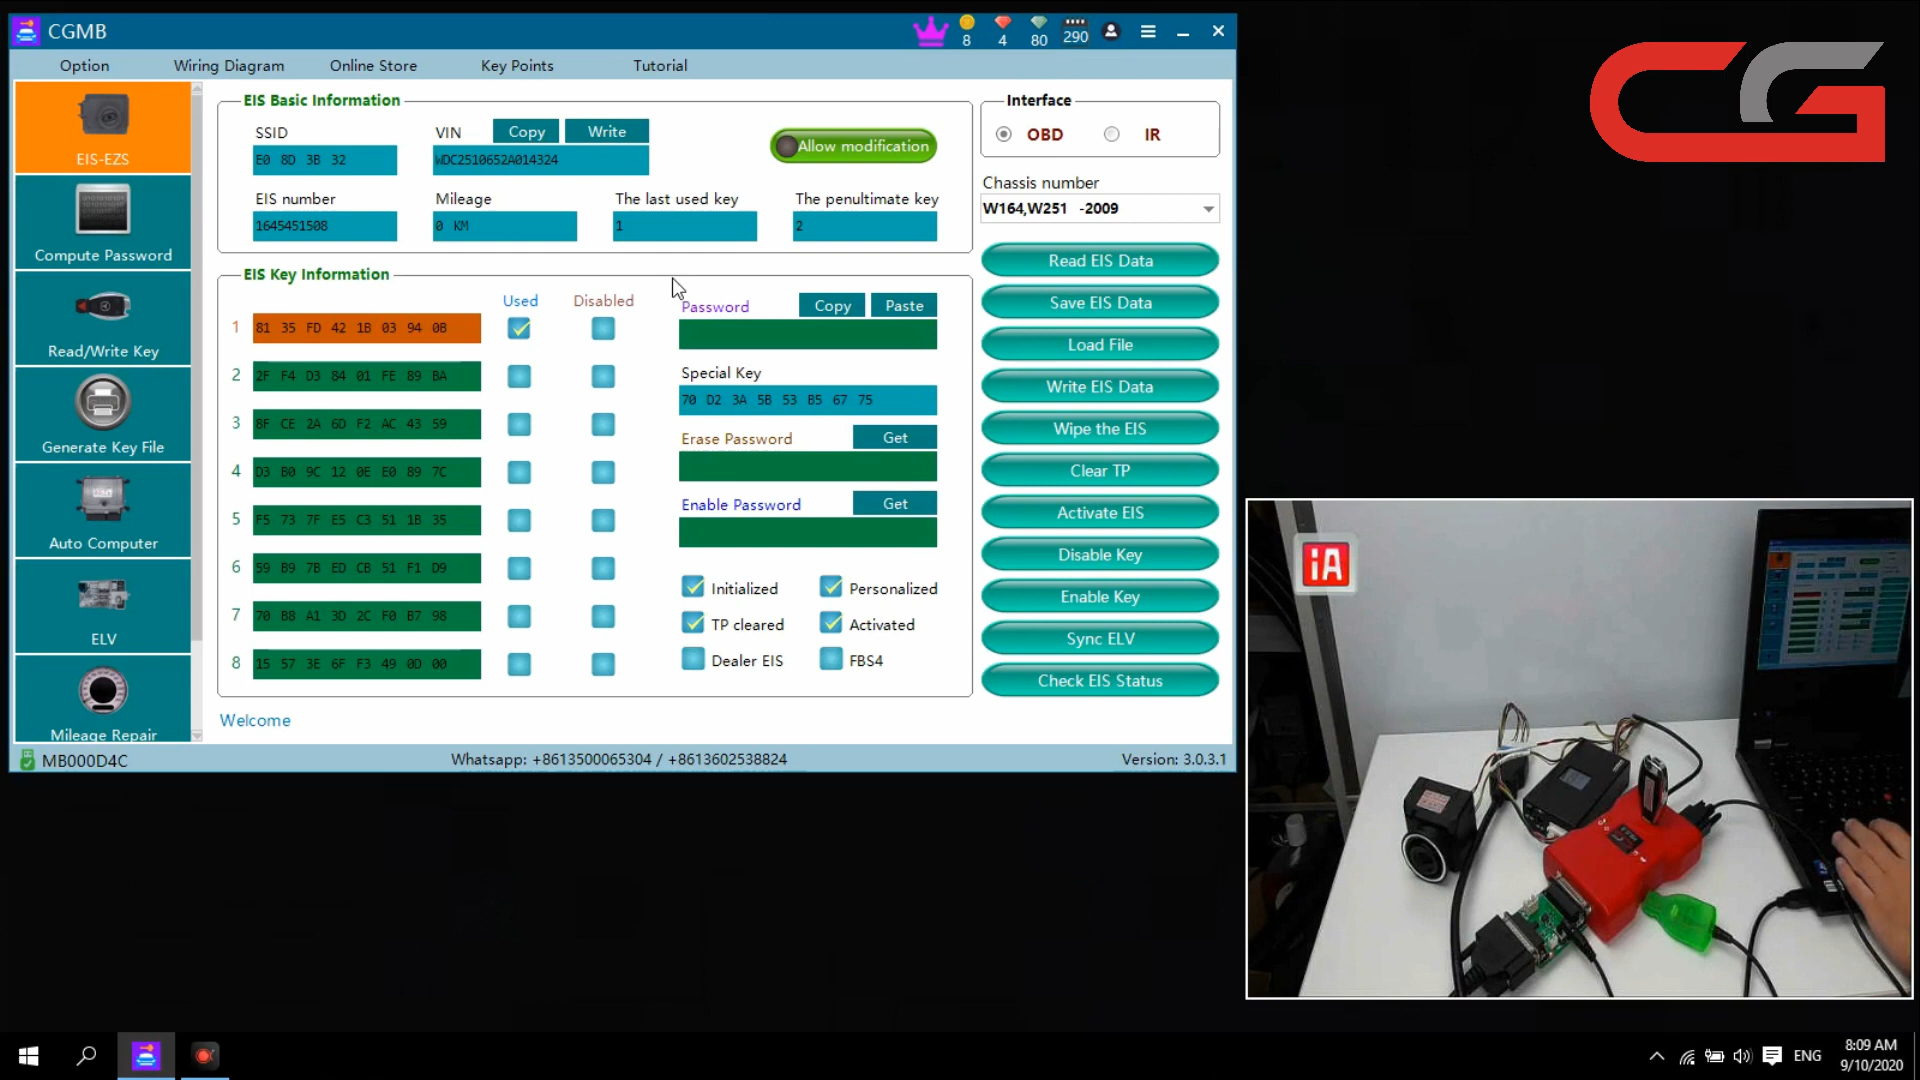 CGMB
8
4
80
290
Option
Wiring Diagram
Online Store
Key Points
Tutorial
EIS-EZS
Compute Password
Read/Write Key
Generate Key File
Auto Computer
ELV
Mileage Repair
EIS Basic Information
SSID
VIN
Copy
Write
E0 8D 3B 32
WDC2510652A014324
Allow modification
EIS number
Mileage
The last used key
The penultimate key
1645451508
0 KM
1
2
EIS Key Information
Used
Disabled
1 81 35 FD 42 1B 03 94 0B
2 2F F4 D3 84 01 FE 89 BA
3 8F CE 2A 6D F2 AC 43 59
4 D3 B0 9C 12 0E E0 89 7C
5 F5 73 7F E5 C3 51 1B 35
6 59 B9 7B ED CB 51 F1 D9
7 70 B8 A1 3D 2C F0 B7 98
8 15 57 3E 6F F3 49 0D 00
Password
Copy
Paste
Special Key
70 D2 3A 5B 53 B5 67 75
Erase Password
Get
Enable Password
Get
Initialized
Personalized
TP cleared
Activated
Dealer EIS
FBS4
Interface
OBD
IR
Chassis number
W164,W251 -2009
Read EIS Data
Save EIS Data
Load File
Write EIS Data
Wipe the EIS
Clear TP
Activate EIS
Disable Key
Enable Key
Sync ELV
Check EIS Status
Welcome
MB000D4C
Whatsapp: +8613500065304 / +8613602538824
Version: 3.0.3.1
CG
iA
ENG
8:09 AM
9/10/2020